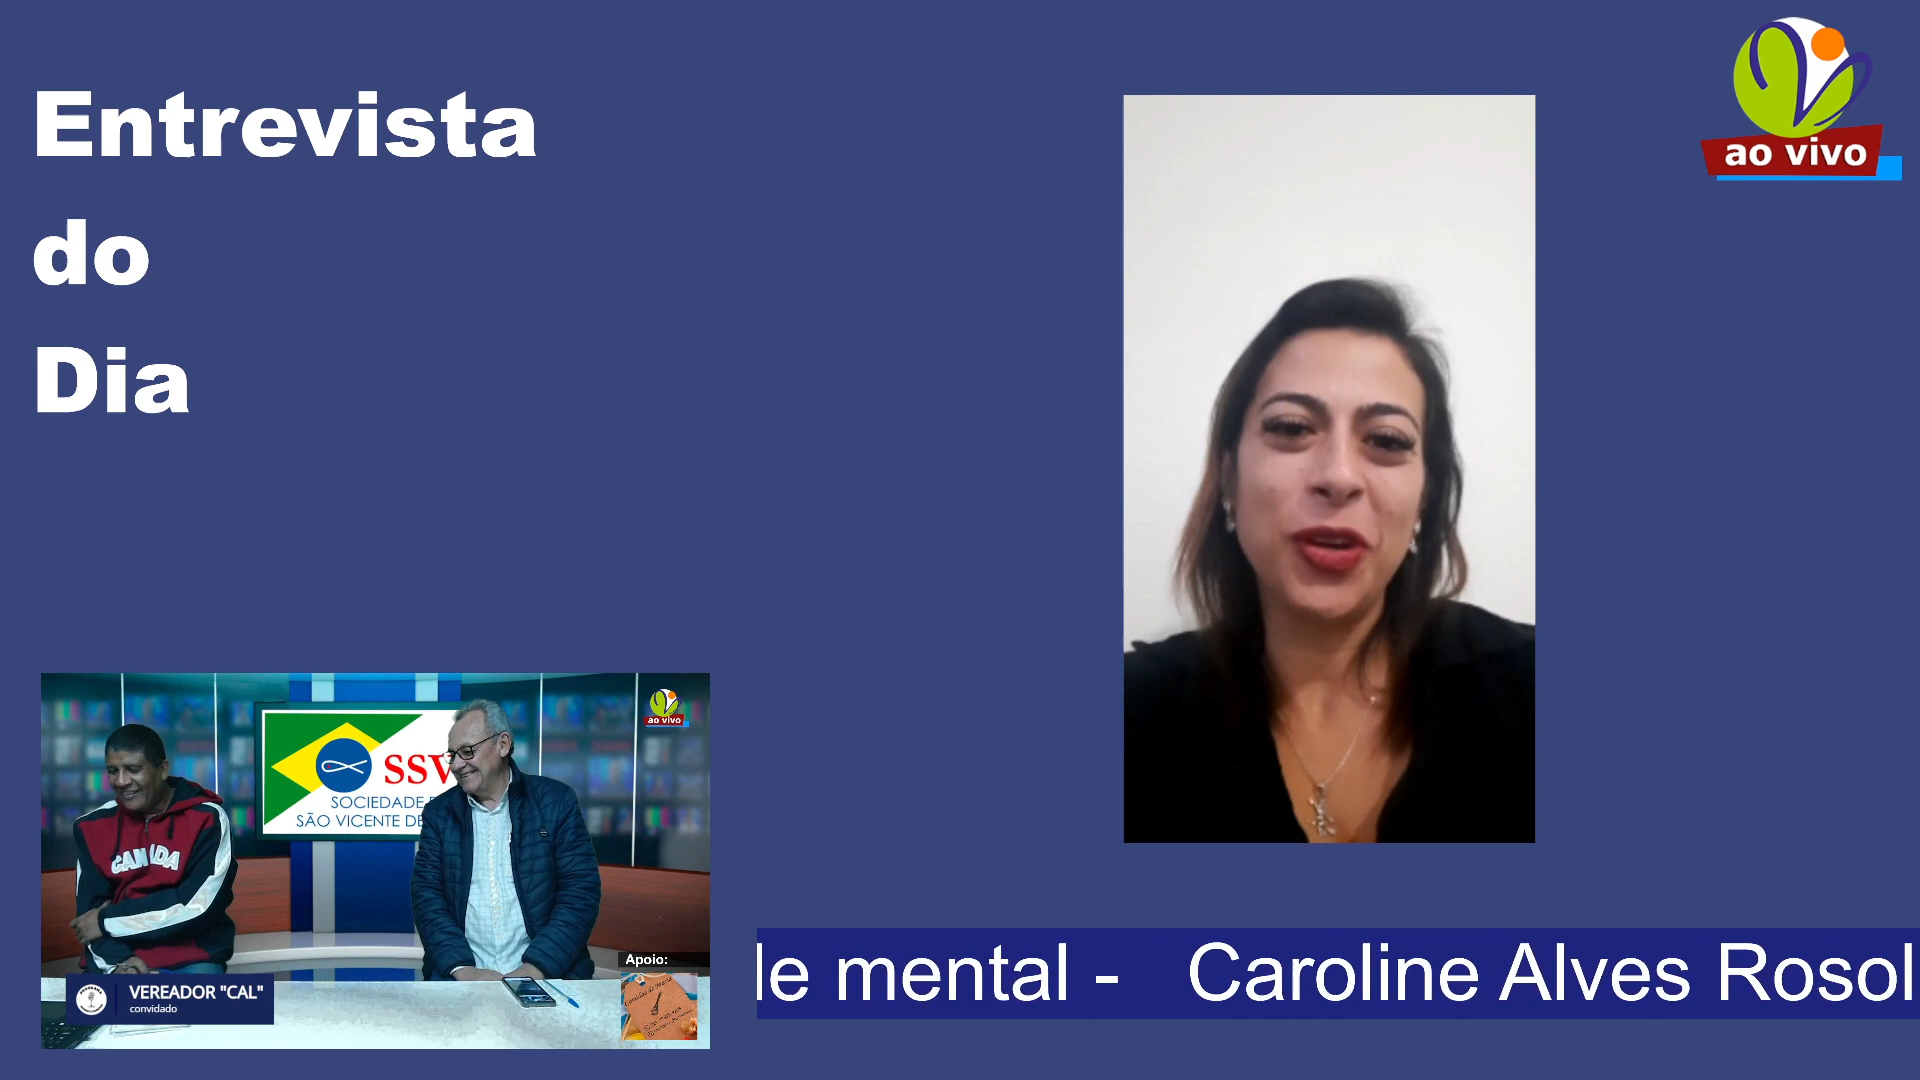 Entrevista
do
Dia
ao vivo
ao vivo
SSV
SOCIEDADE
SÃO VICENTE DE
CANADA
Apoio:
VEREADOR "CAL"
convidado
le mental - Caroline Alves Rosol